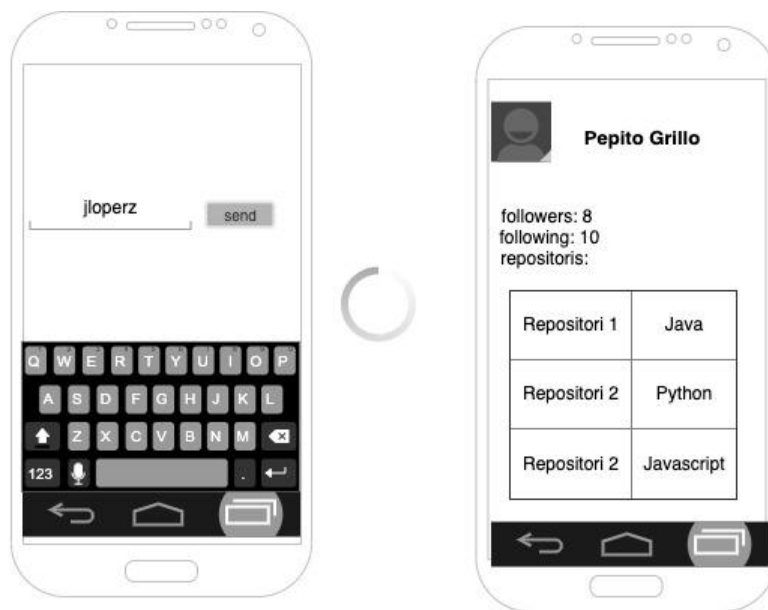 jloperz
send
Q W E R T Y U I O P
A S D F G H J K L
Z X C V B N M
123 .
Pepito Grillo
followers: 8
following: 10
repositoris:
Repositori 1 Java
Repositori 2 Python
Repositori 2 Javascript